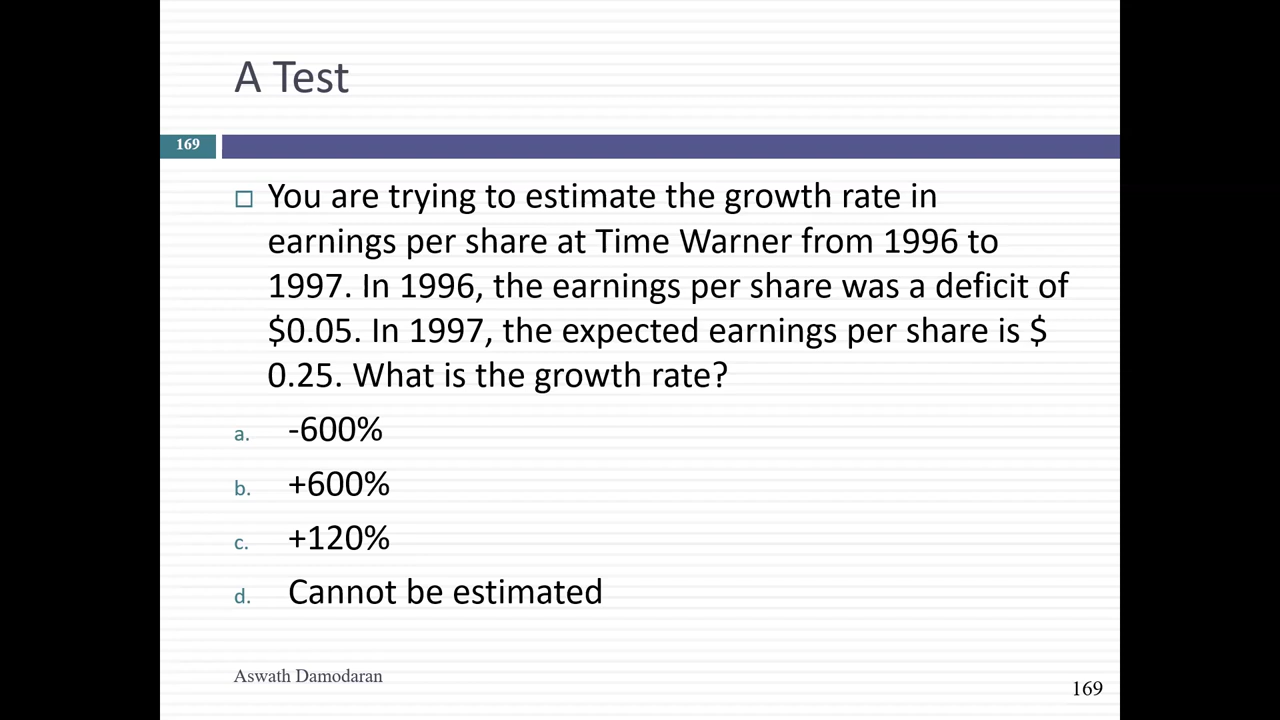 A Test
169
You are trying to estimate the growth rate in
earnings per share at Time Warner from 1996 to
1997. In 1996, the earnings per share was a deficit of
$0.05. In 1997, the expected earnings per share is $
0.25. What is the growth rate?
a. -600%
b. +600%
c. +120%
d. Cannot be estimated
Aswath Damodaran
169